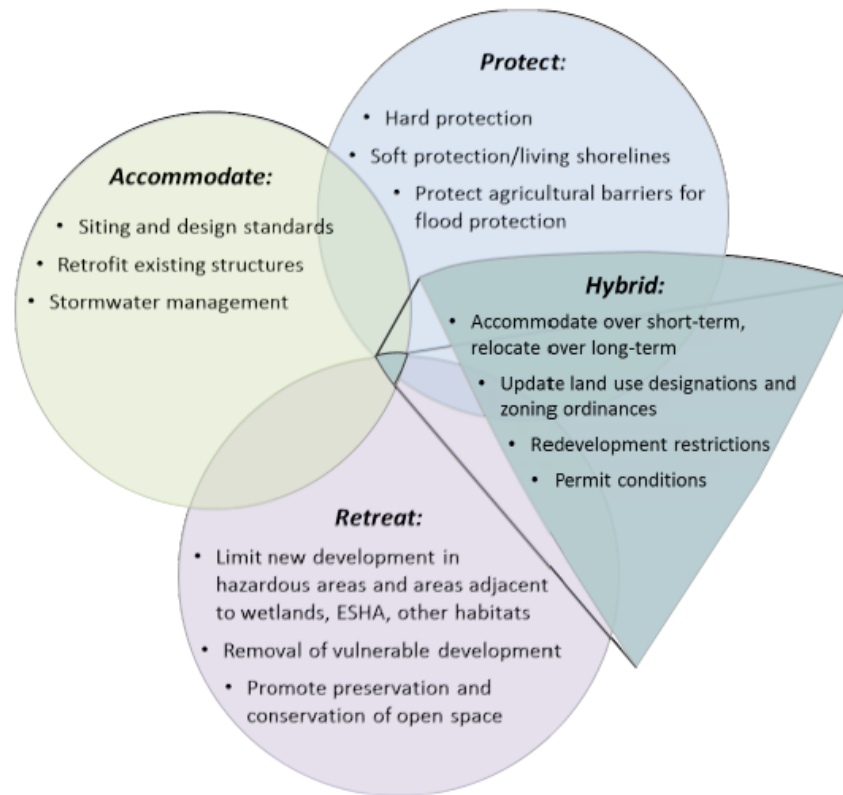 Protect:
• Hard protection
• Soft protection/living shorelines
• Protect agricultural barriers for
flood protection
Accommodate:
• Siting and design standards
• Retrofit existing structures
• Stormwater management
Hybrid:
• Accommodate over short-term,
relocate over long-term
• Update land use designations and
zoning ordinances
• Redevelopment restrictions
• Permit conditions
Retreat:
• Limit new development in
hazardous areas and areas adjacent
to wetlands, ESHA, other habitats
• Removal of vulnerable development
• Promote preservation and
conservation of open space